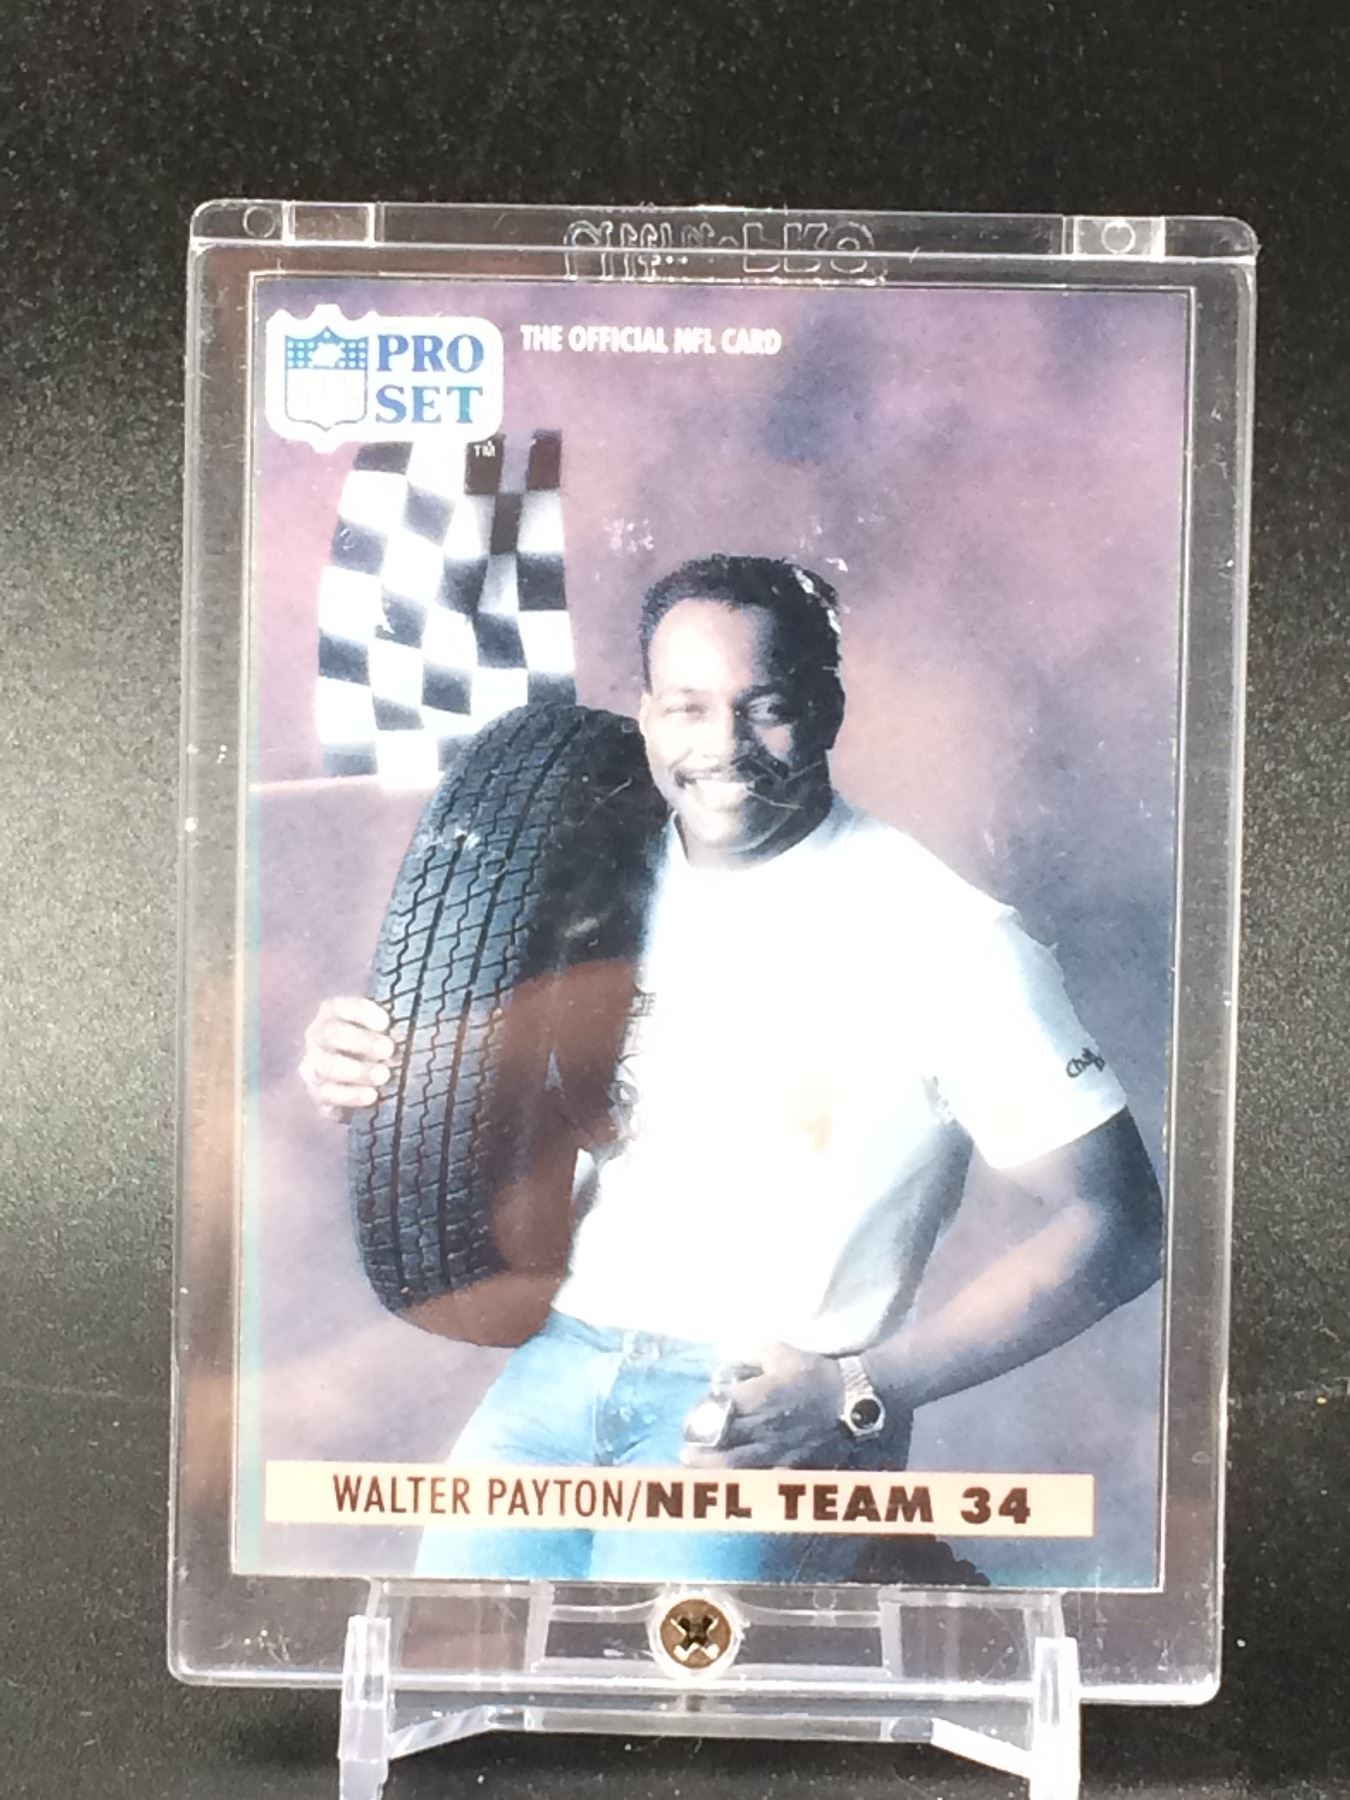 PRO
SET
TM
THE OFFICIAL NFL CARD
WALTER PAYTON/NFL TEAM 34